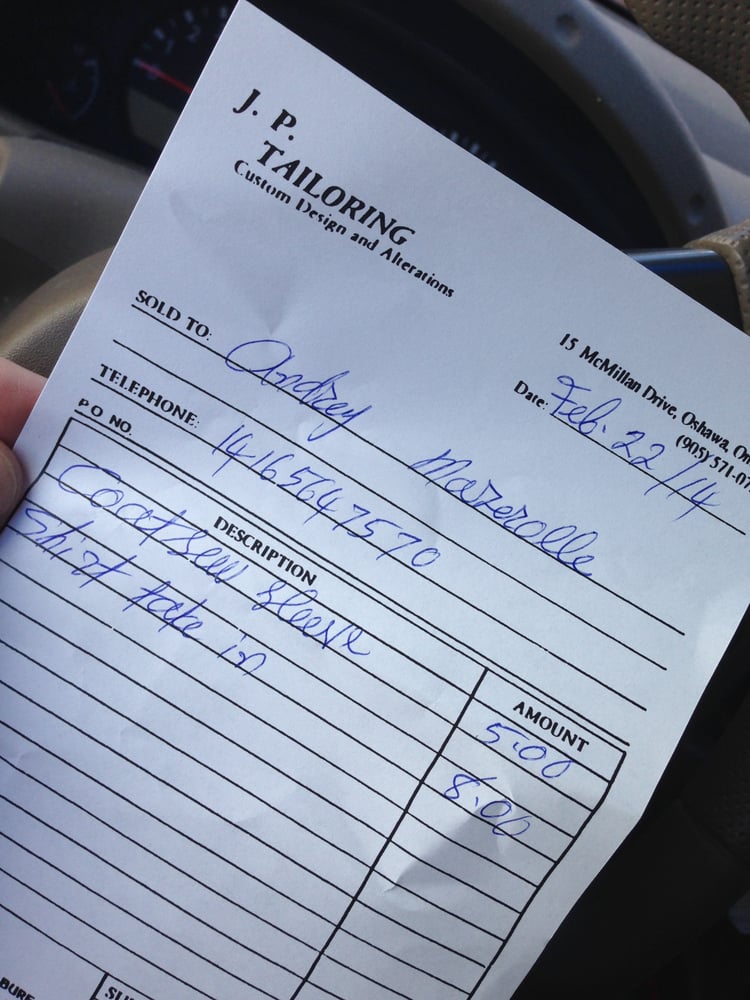 J. P.
TAILORING
Custom Design and Alterations
15 McMillan Drive, Oshawa, On
(905) 571-07
SOLD TO: Andrey Mazerolle
Date: Feb. 22/14
TELEPHONE: 14165647570
P.O NO.
DESCRIPTION
AMOUNT
Coat sew sleeve 5.00
Shirt take in 8.00